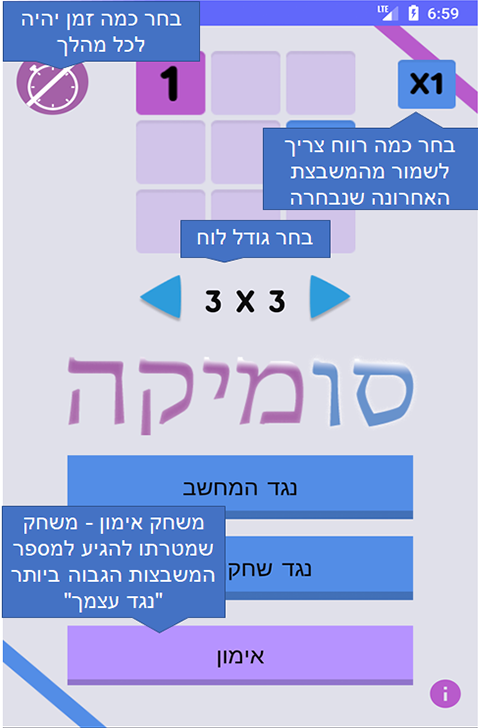 6:59
LTE
בחר כמה זמן יהיה
לכל מהלך
1
X1
בחר כמה רווח צריך
לשמור מהמשבצת
האחרונה שנבחרה
בחר גודל לוח
3 X 3
סומיקה
נגד המחשב
נגד שחק
משחק אימון - משחק
שמטרתו להגיע למספר
המשבצות הגבוה ביותר
"נגד עצמך"
אימון
i